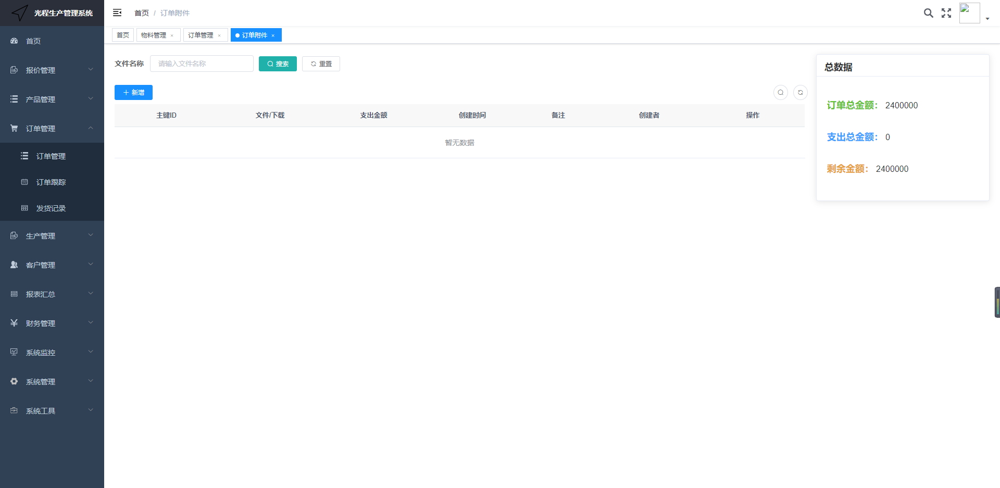 光程生产管理系统
首页 / 订单附件
首页
物料管理 ×
订单管理 ×
订单附件 ×
首页
报价管理
产品管理
订单管理
订单管理
订单跟踪
发货记录
生产管理
客户管理
报表汇总
财务管理
系统监控
系统管理
系统工具
文件名称 请输入文件名称 搜索 重置
新增
主键ID 文件/下载 支出金额 创建时间 备注 创建者 操作
暂无数据
总数据
订单总金额： 2400000
支出总金额： 0
剩余金额： 2400000